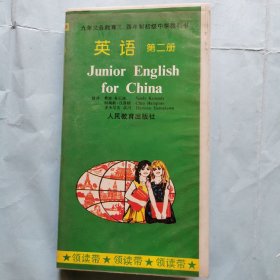 九年义务教育三、四年制初级中学教科书
英语 第二册
Junior English
for China
人民教育出版社
★领读带★领读带★领读带★